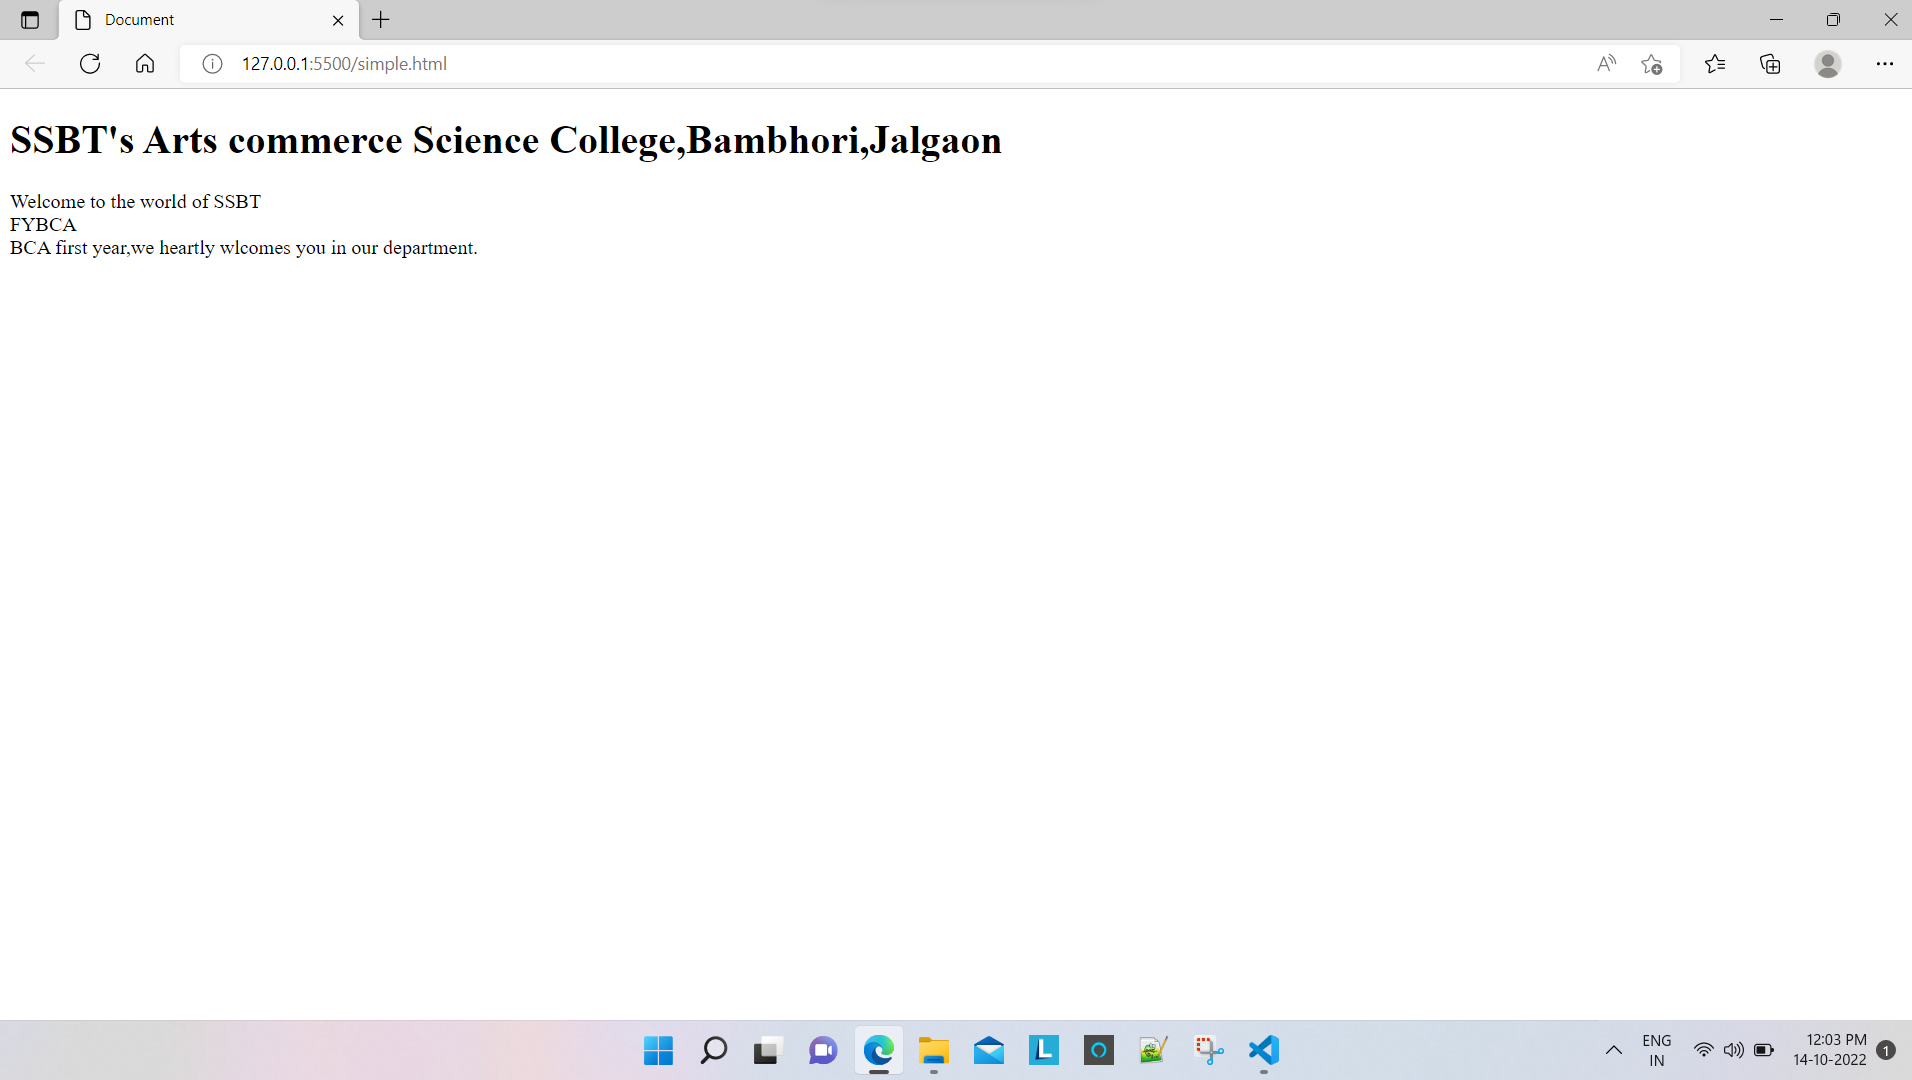 Document
127.0.0.1:5500/simple.html
SSBT's Arts commerce Science College,Bambhori,Jalgaon
Welcome to the world of SSBT
FYBCA
BCA first year,we heartly wlcomes you in our department.
ENG
IN
12:03 PM
14-10-2022
1